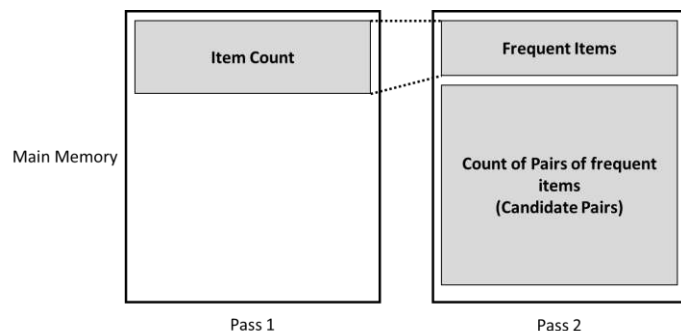 Item Count
Frequent Items
Main Memory
Count of Pairs of frequent
items
(Candidate Pairs)
Pass 1
Pass 2